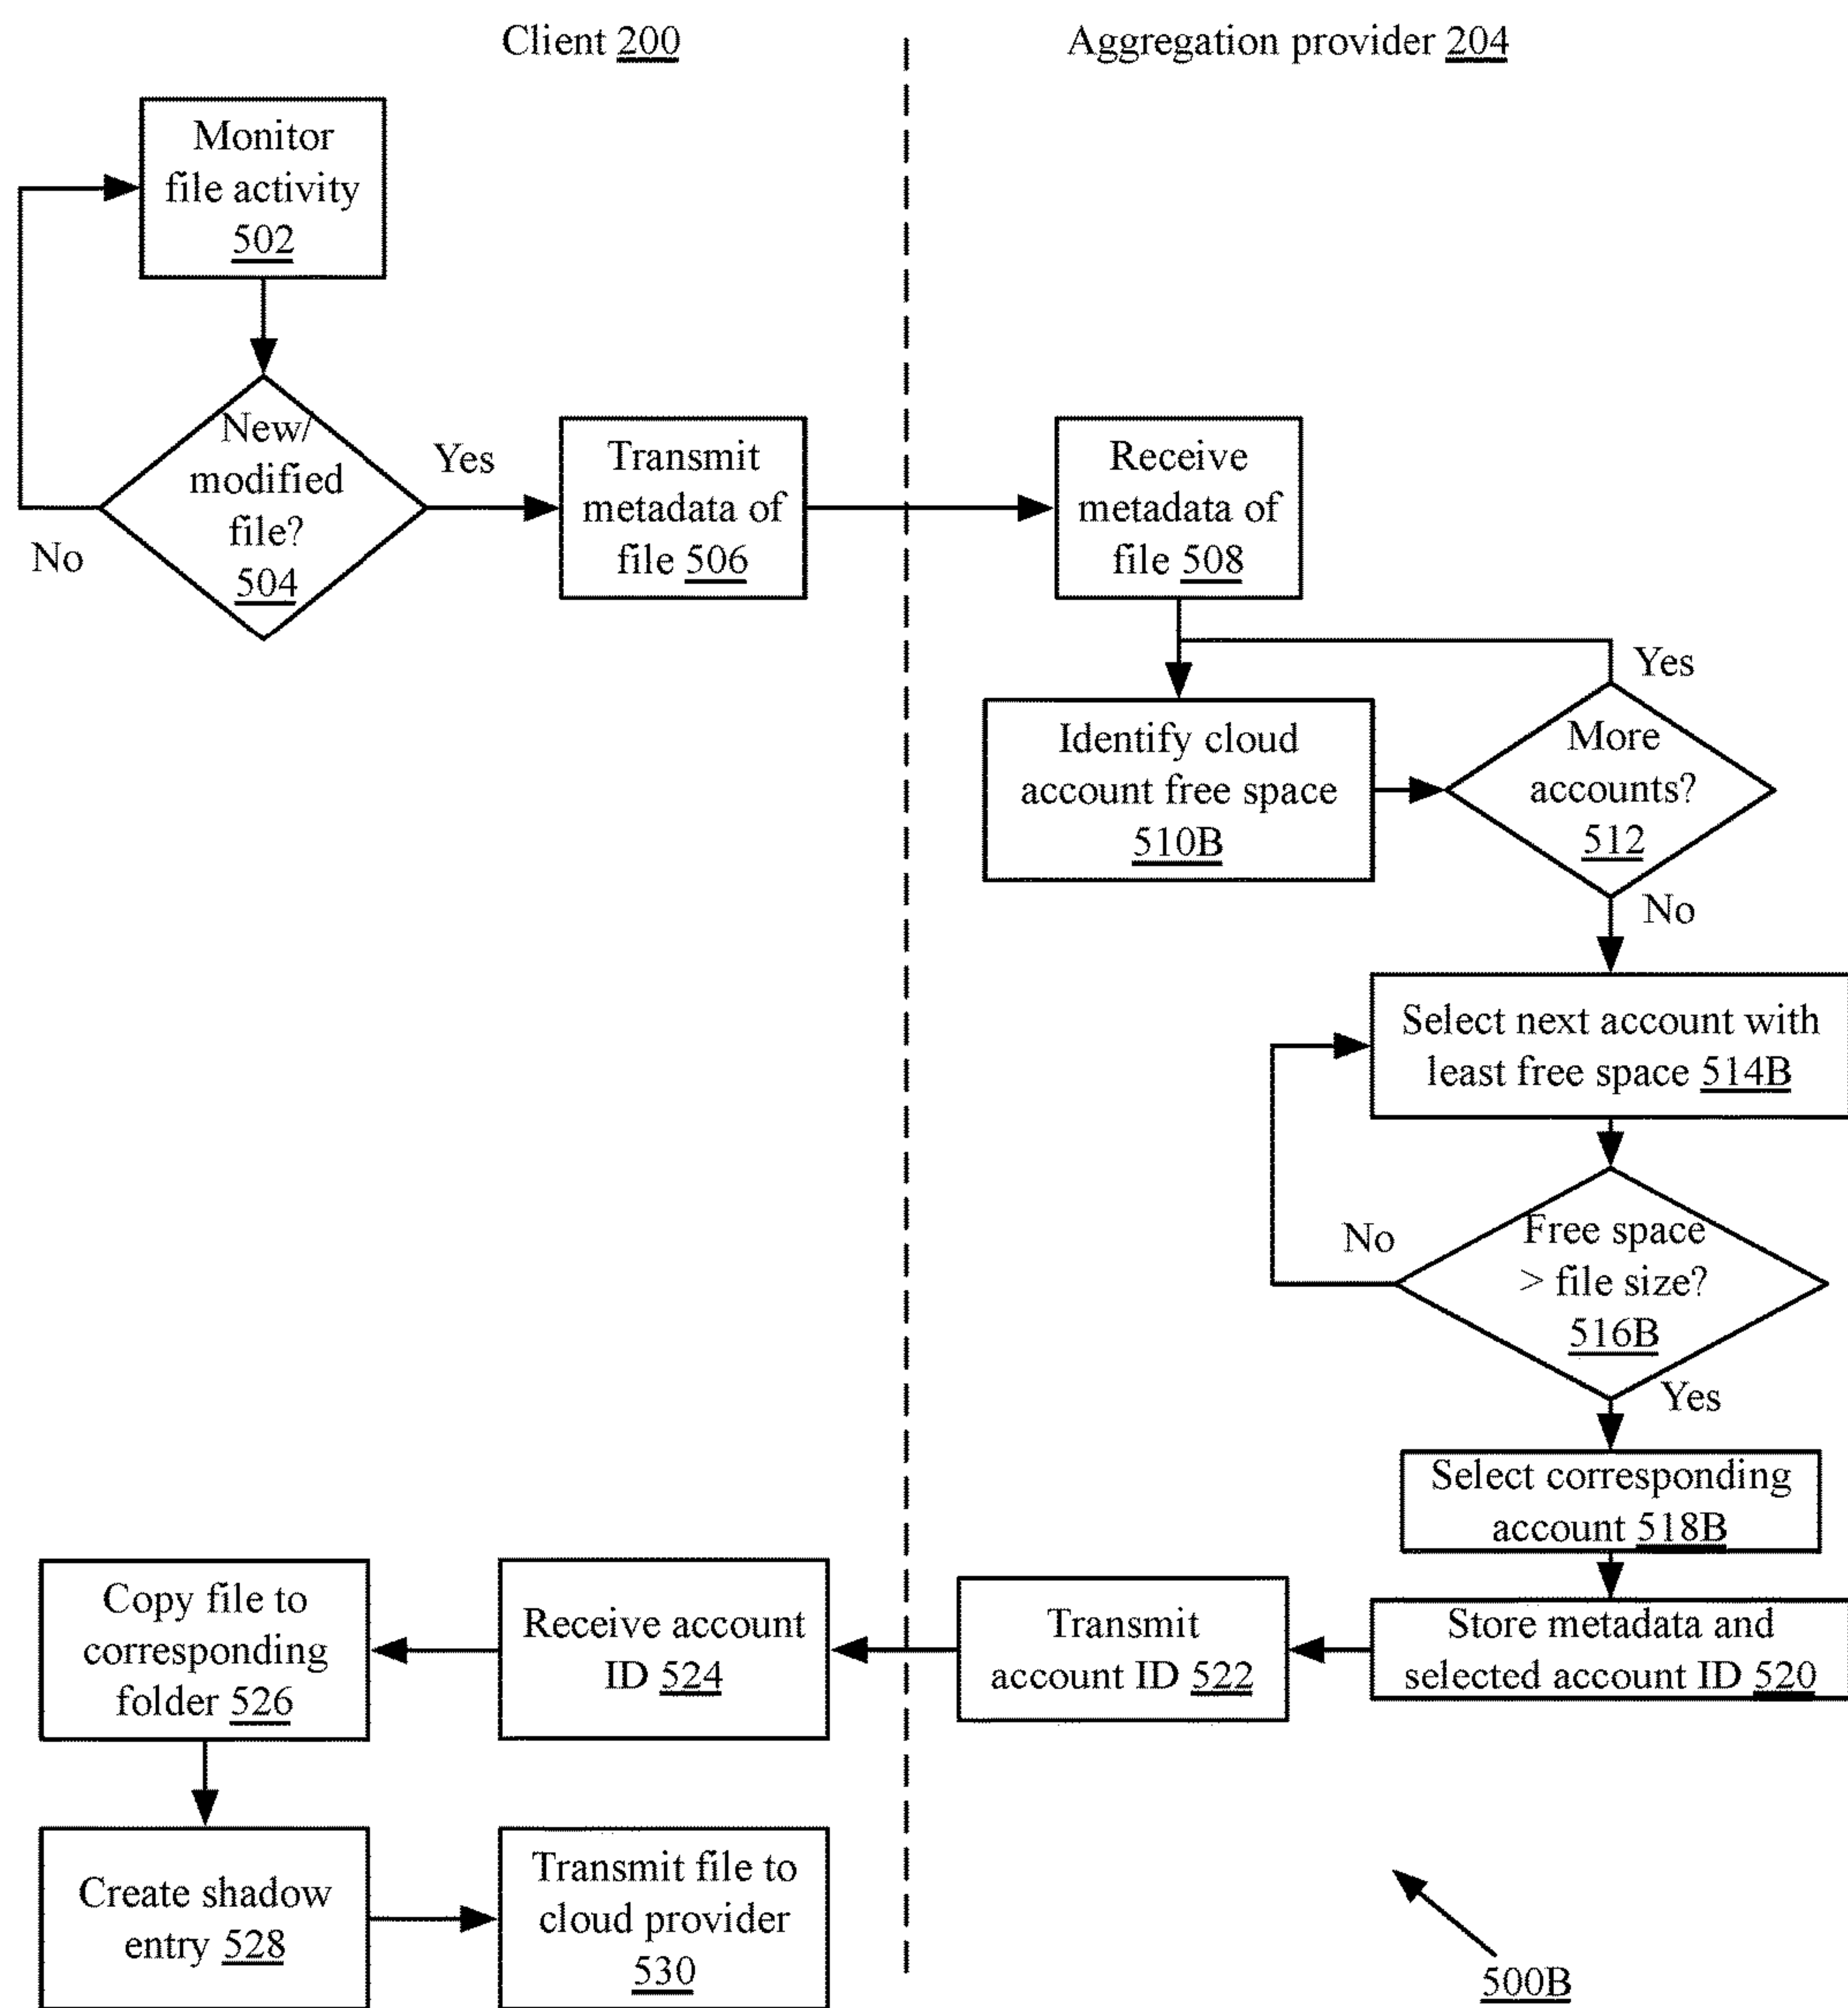 Client 200
Aggregation provider 204
Monitor
file activity
502
New/
modified
file?
504
Yes
No
Transmit
metadata of
file 506
Receive
metadata of
file 508
Identify cloud
account free space
510B
More
accounts?
512
Yes
No
Select next account with
least free space 514B
Free space
> file size?
516B
No
Yes
Select corresponding
account 518B
Store metadata and
selected account ID 520
Transmit
account ID 522
Receive account
ID 524
Copy file to
corresponding
folder 526
Create shadow
entry 528
Transmit file to
cloud provider
530
500B